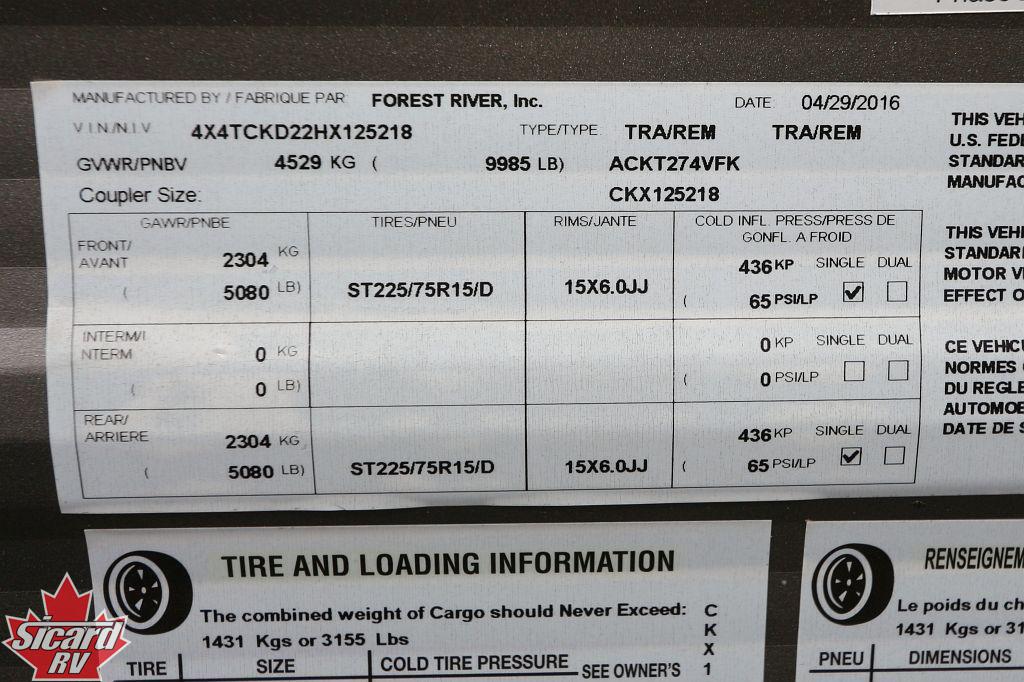 MANUFACTURED BY / FABRIQUE PAR FOREST RIVER, Inc. DATE 04/29/2016
V.I.N./N.I.V. 4X4TCKD22HX125218 TYPE/TYPE TRA/REM TRA/REM
GVWR/PNBV 4529 KG ( 9985 LB) ACKT274VFK
Coupler Size: CKX125218
GAWR/PNBE TIRES/PNEU RIMS/JANTE COLD INFL. PRESS/PRESS DE
GONFL. A FROID
FRONT/
AVANT 2304 KG 436 KP SINGLE DUAL
( 5080 LB) ST225/75R15/D 15X6.0JJ ( 65 PSI/LP
INTERM/I
NTERM 0 KG 0 KP SINGLE DUAL
( 0 LB) ( 0 PSI/LP
REAR/
ARRIERE 2304 KG 436 KP SINGLE DUAL
( 5080 LB) ST225/75R15/D 15X6.0JJ ( 65 PSI/LP
THIS VEH
U.S. FEDE
STANDAR
MANUFAC
THIS VEHI
STANDARD
MOTOR VE
EFFECT O
CE VEHICU
NORMES
DU REGLE
AUTOMOB
DATE DE S
TIRE AND LOADING INFORMATION
The combined weight of Cargo should Never Exceed:
1431 Kgs or 3155 Lbs
C
K
X
1
TIRE SIZE COLD TIRE PRESSURE SEE OWNER'S
RENSEIGNEM
Le poids du ch
1431 Kgs or 31
PNEU DIMENSIONS
Sicard
RV